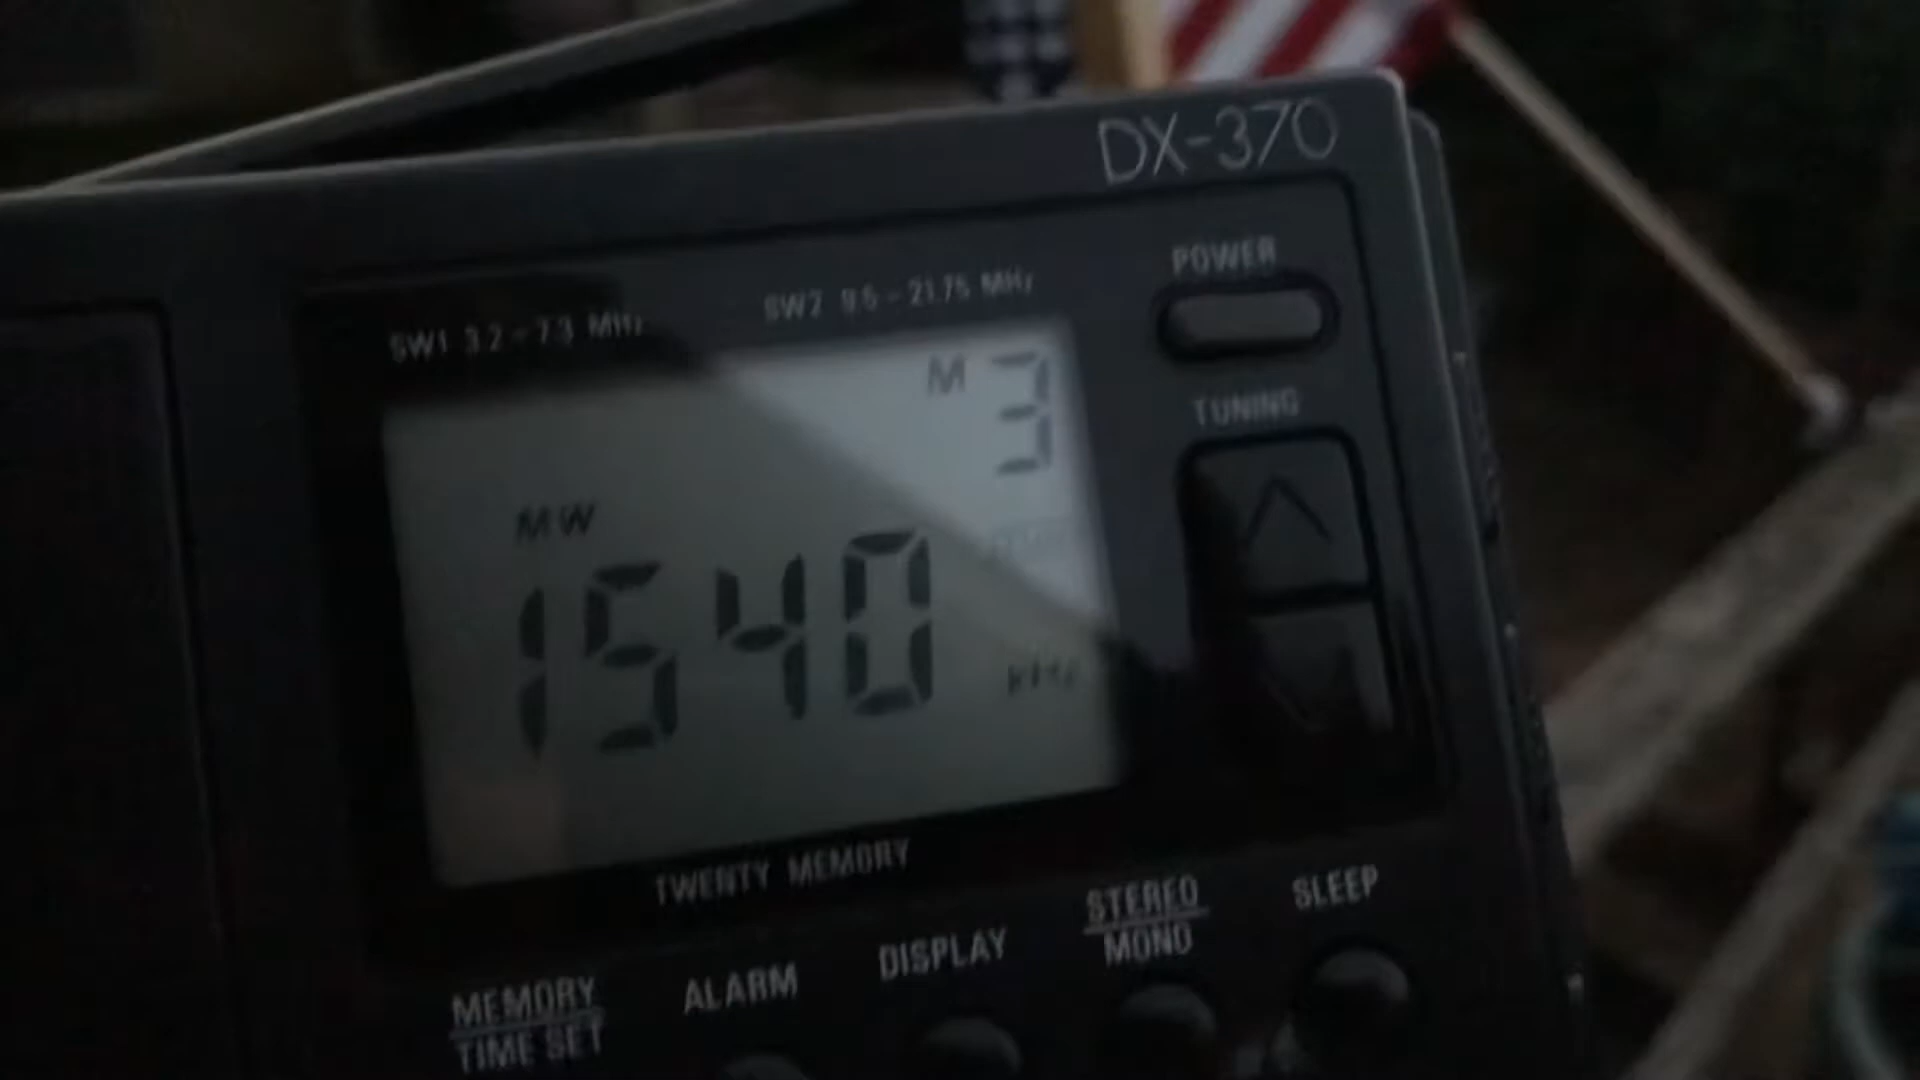 DX-370
POWER
SW1 3.2 - 7.3 MHz
SW2 9.5 - 21.75 MHz
M 3
TUNING
MW
1540
kHz
TWENTY MEMORY
MEMORY
TIME SET
ALARM
DISPLAY
STEREO
MONO
SLEEP